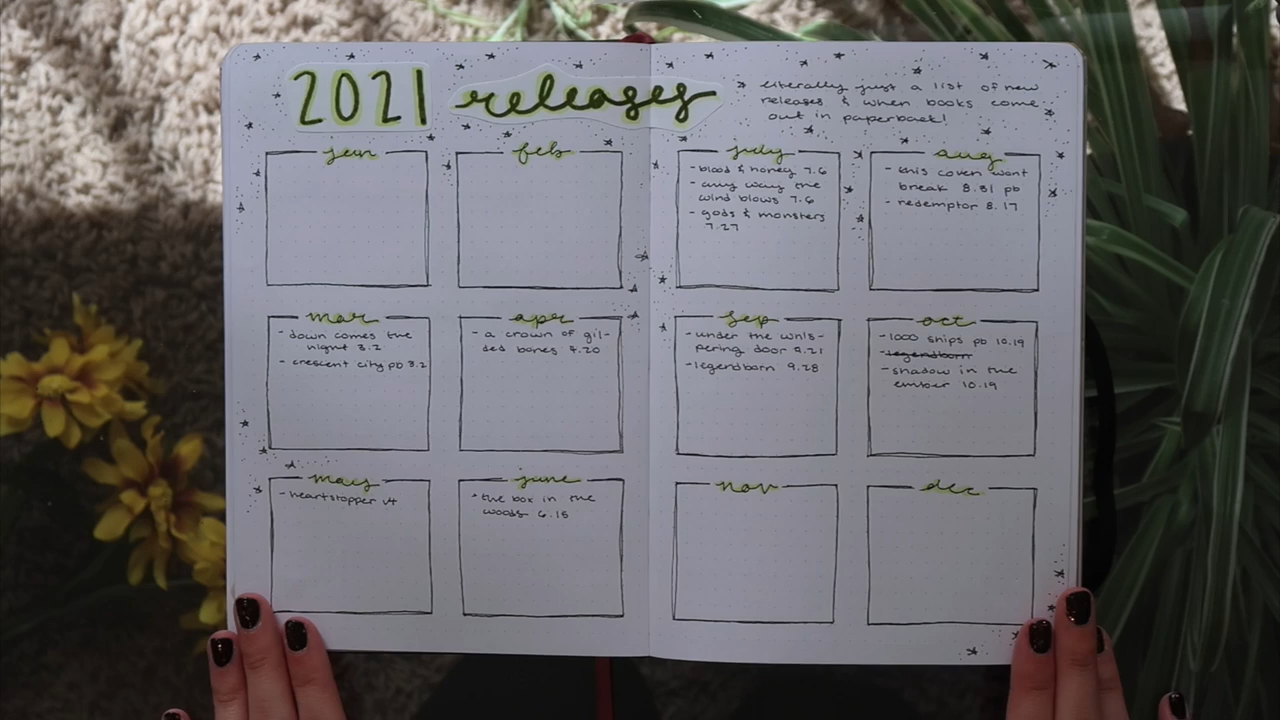 2021 releases
literally just a list of new
releases & when books come
out in paperback!
jan
feb
mar
- down comes the
night 3.2
- crescent city pb 3.2
apr
- a crown of gil-
ded bones 4.20
may
- heartstopper v4
june
- the box in the
woods 6.15
july
- blood & honey 7.6
- any way the
wind blows 7.6
- gods & monsters
7.27
aug
- this coven wont
break 8.31 pb
- redemptor 8.17
sep
- under the whis-
pering door 9.21
- legendborn 9.28
oct
- 1000 ships pb 10.19
- legendborn
- shadow in the
ember 10.19
nov
dec